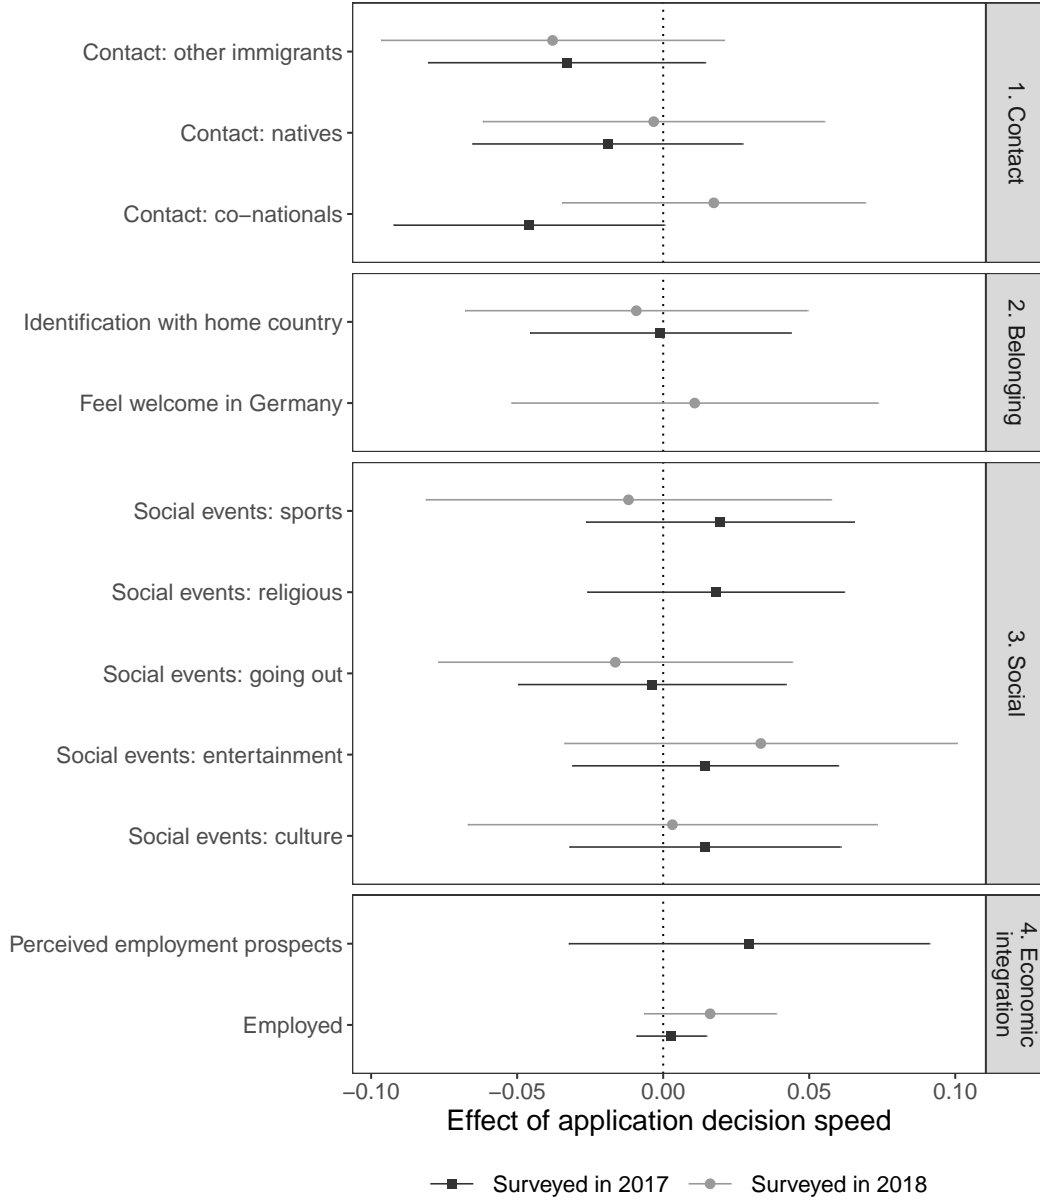 Contact: other immigrants
Contact: natives
Contact: co−nationals
1. Contact
Identification with home country
Feel welcome in Germany
2. Belonging
Social events: sports
Social events: religious
Social events: going out
Social events: entertainment
Social events: culture
3. Social
Perceived employment prospects
Employed
4. Economic
integration
−0.10
−0.05
0.00
0.05
0.10
Effect of application decision speed
Surveyed in 2017
Surveyed in 2018